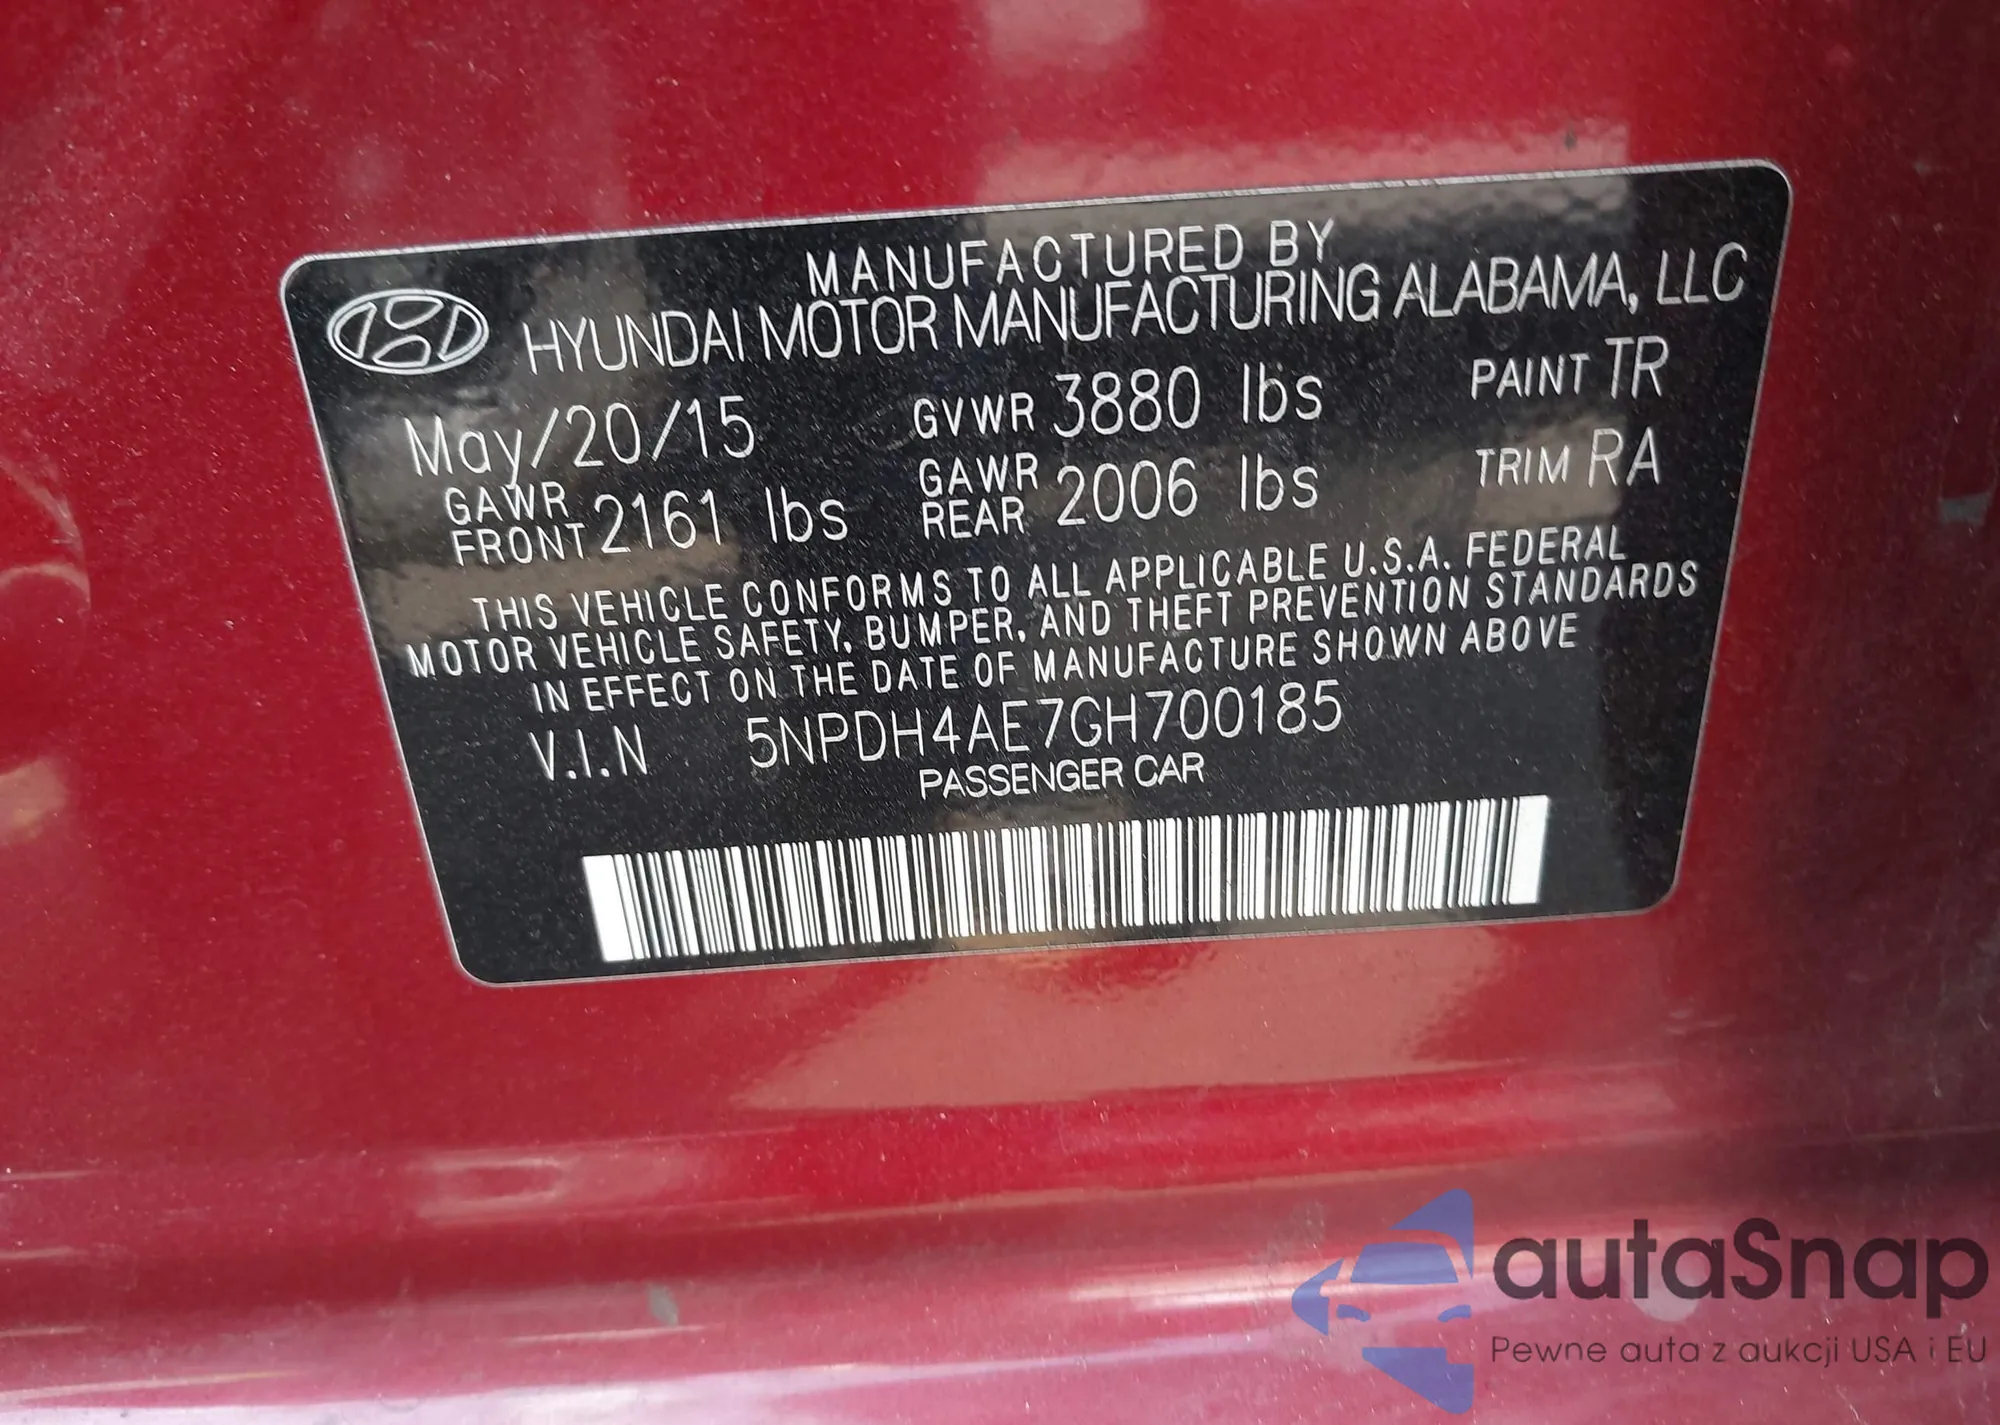 MANUFACTURED BY
HYUNDAI MOTOR MANUFACTURING ALABAMA, LLC
May/20/15 GVWR 3880 lbs PAINT TR
GAWR FRONT 2161 lbs GAWR REAR 2006 lbs TRIM RA
THIS VEHICLE CONFORMS TO ALL APPLICABLE U.S.A. FEDERAL
MOTOR VEHICLE SAFETY, BUMPER, AND THEFT PREVENTION STANDARDS
IN EFFECT ON THE DATE OF MANUFACTURE SHOWN ABOVE
V.I.N 5NPDH4AE7GH700185
PASSENGER CAR
autaSnap
Pewne auta z aukcji USA i EU